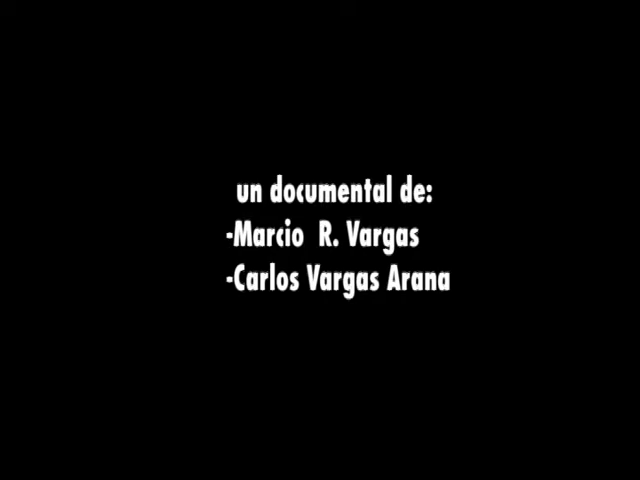 un documental de:
-Marcio R. Vargas
-Carlos Vargas Arana